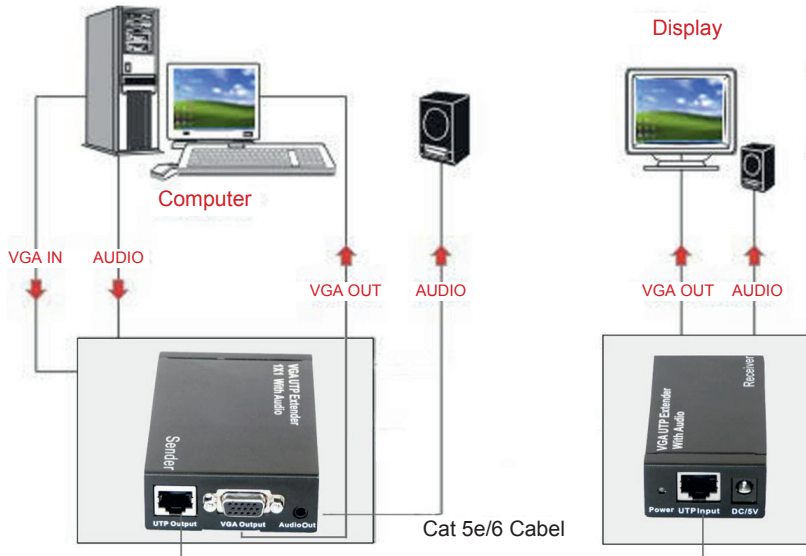 Display
Computer
VGA IN
AUDIO
VGA OUT
AUDIO
VGA OUT
AUDIO
VGA UTP Extender
1X1 With Audio
Sender
UTP Output
VGA Output
AudioOut
Cat 5e/6 Cabel
Receiver
VGA UTP Extender
With Audio
Power
UTP Input
DC/5V